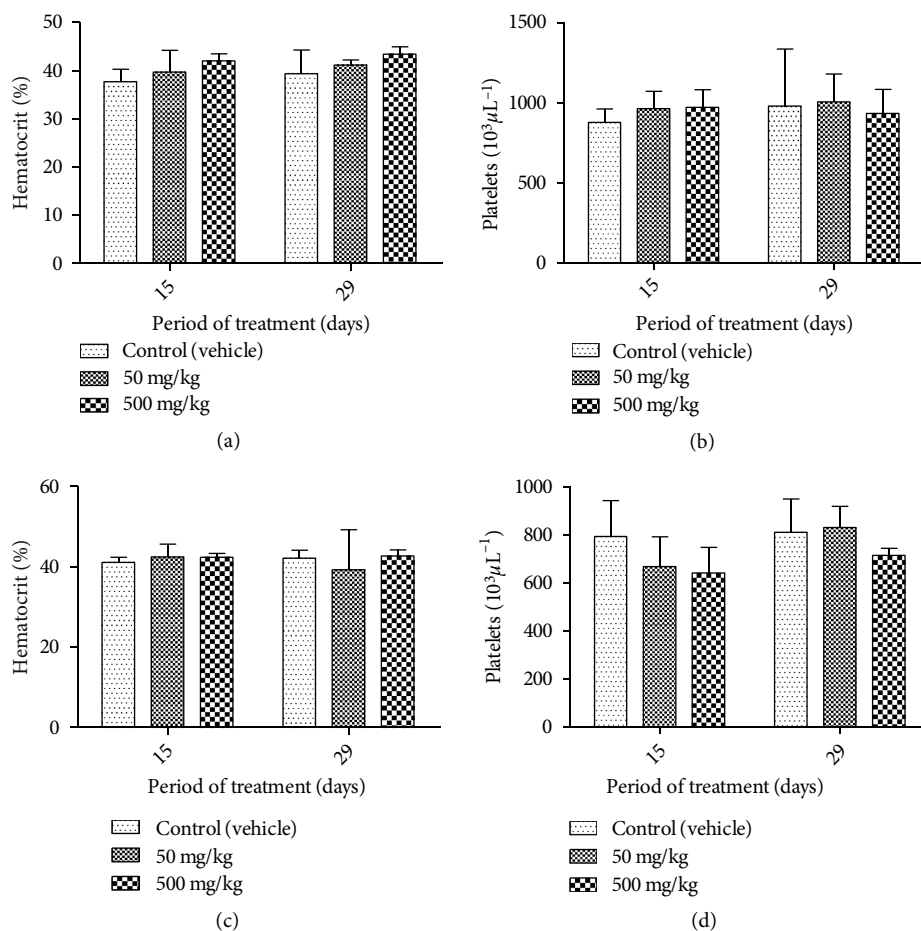 50
40
30
20
10
0
Hematocrit (%)
15
29
Period of treatment (days)
Control (vehicle)
50 mg/kg
500 mg/kg
(a)
1500
1000
500
0
Platelets (10³μL⁻¹)
15
29
Period of treatment (days)
Control (vehicle)
50 mg/kg
500 mg/kg
(b)
60
40
20
0
Hematocrit (%)
15
29
Period of treatment (days)
Control (vehicle)
50 mg/kg
500 mg/kg
(c)
1000
800
600
400
200
0
Platelets (10³μL⁻¹)
15
29
Period of treatment (days)
Control (vehicle)
50 mg/kg
500 mg/kg
(d)